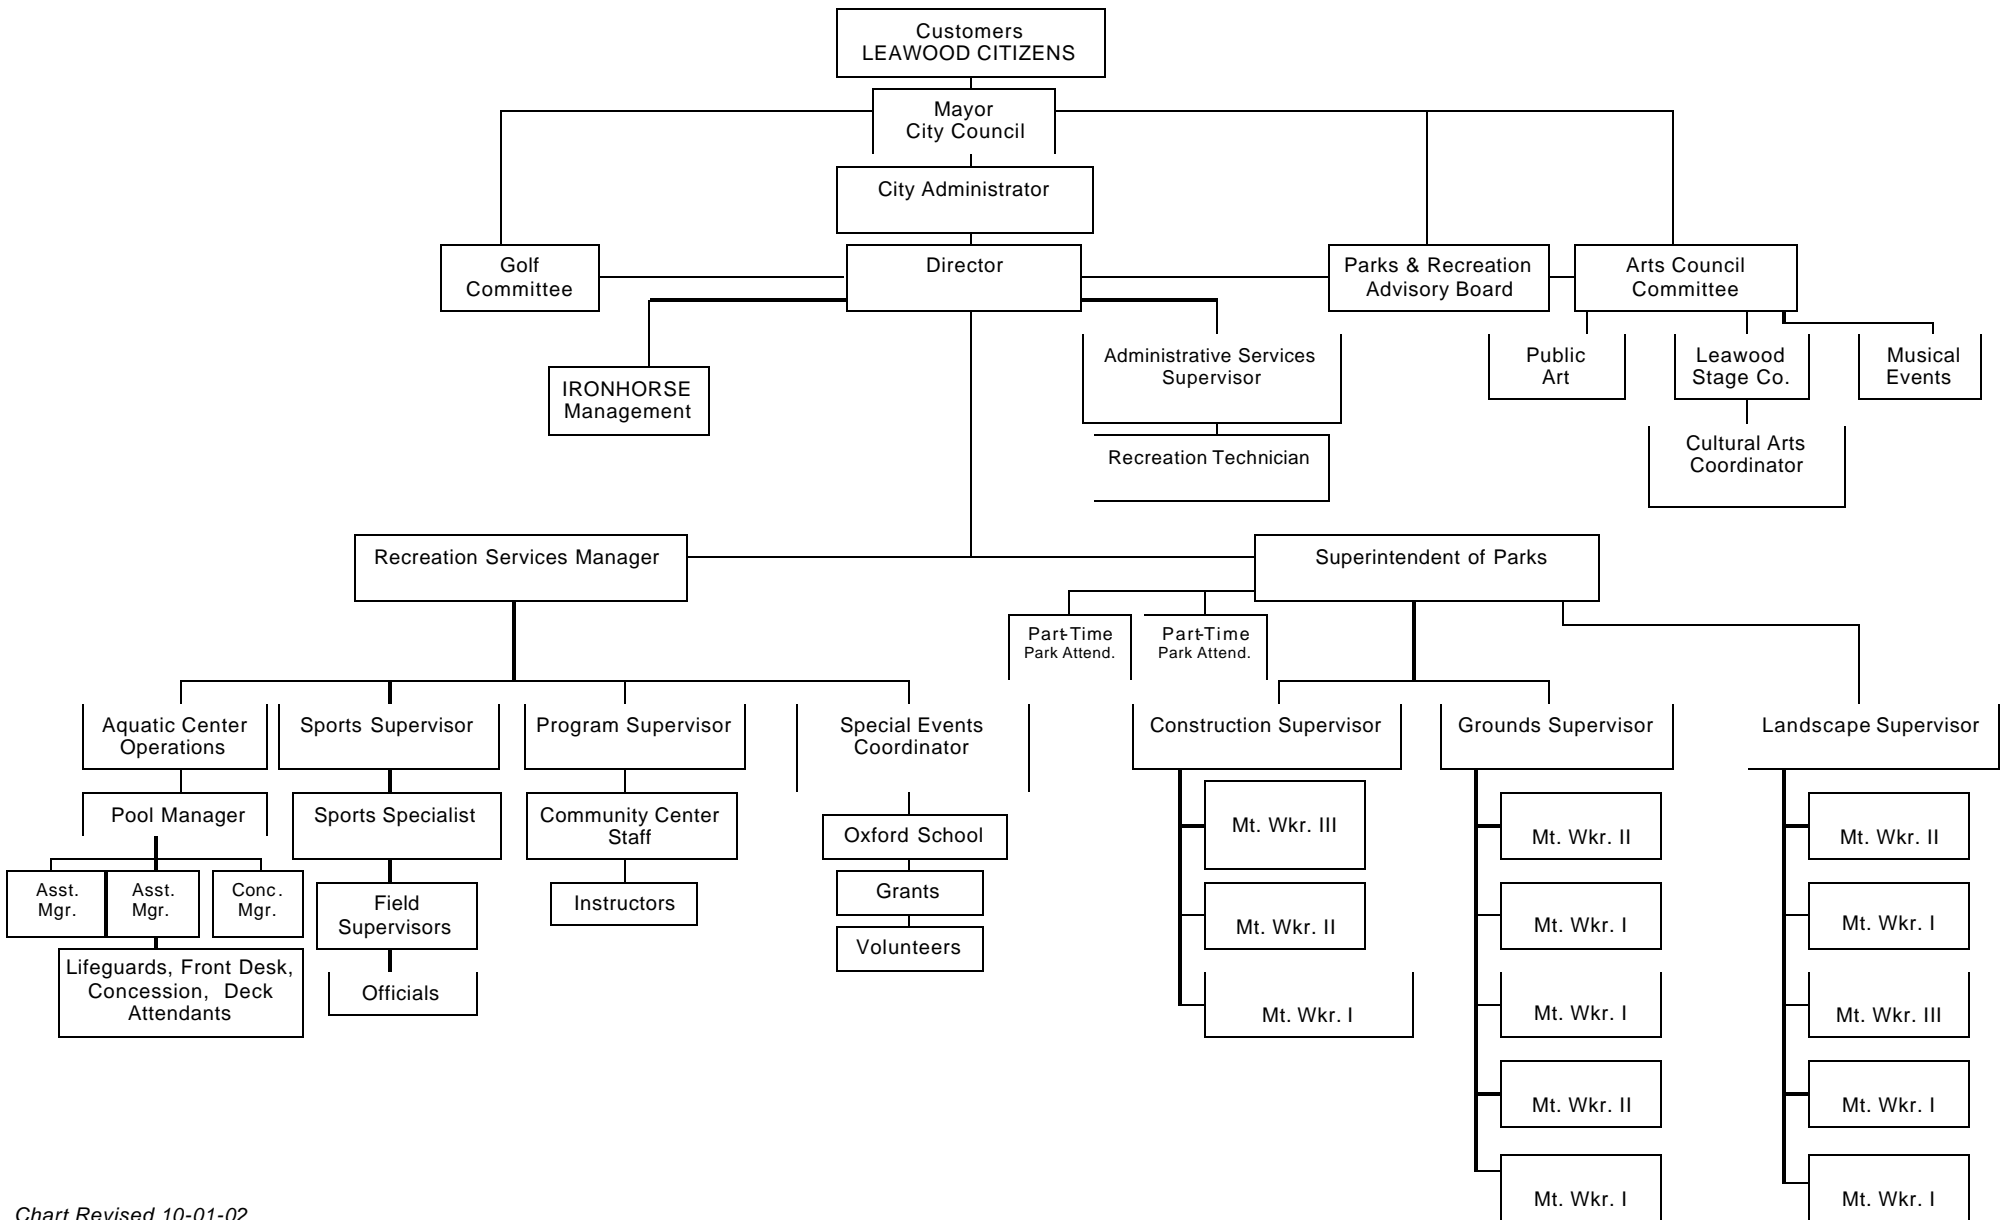 Customers
LEAWOOD CITIZENS
Mayor
City Council
City Administrator
Golf
Committee
Director
Parks & Recreation
Advisory Board
Arts Council
Committee
IRONHORSE
Management
Administrative Services
Supervisor
Public
Art
Leawood
Stage Co.
Musical
Events
Recreation Technician
Cultural Arts
Coordinator
Recreation Services Manager
Superintendent of Parks
Part-Time
Park Attend.
Part-Time
Park Attend.
Aquatic Center
Operations
Sports Supervisor
Program Supervisor
Special Events
Coordinator
Construction Supervisor
Grounds Supervisor
Landscape Supervisor
Pool Manager
Sports Specialist
Community Center
Staff
Oxford School
Mt. Wkr. III
Mt. Wkr. II
Mt. Wkr. II
Asst.
Mgr.
Asst.
Mgr.
Conc.
Mgr.
Field
Supervisors
Instructors
Grants
Volunteers
Mt. Wkr. II
Mt. Wkr. I
Mt. Wkr. I
Lifeguards, Front Desk,
Concession, Deck
Attendants
Officials
Mt. Wkr. I
Mt. Wkr. I
Mt. Wkr. III
Mt. Wkr. II
Mt. Wkr. I
Mt. Wkr. I
Mt. Wkr. I
Chart Revised 10-01-02